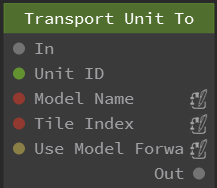 Transport Unit To
In
Unit ID
Model Name
Tile Index
Use Model Forwa
Out